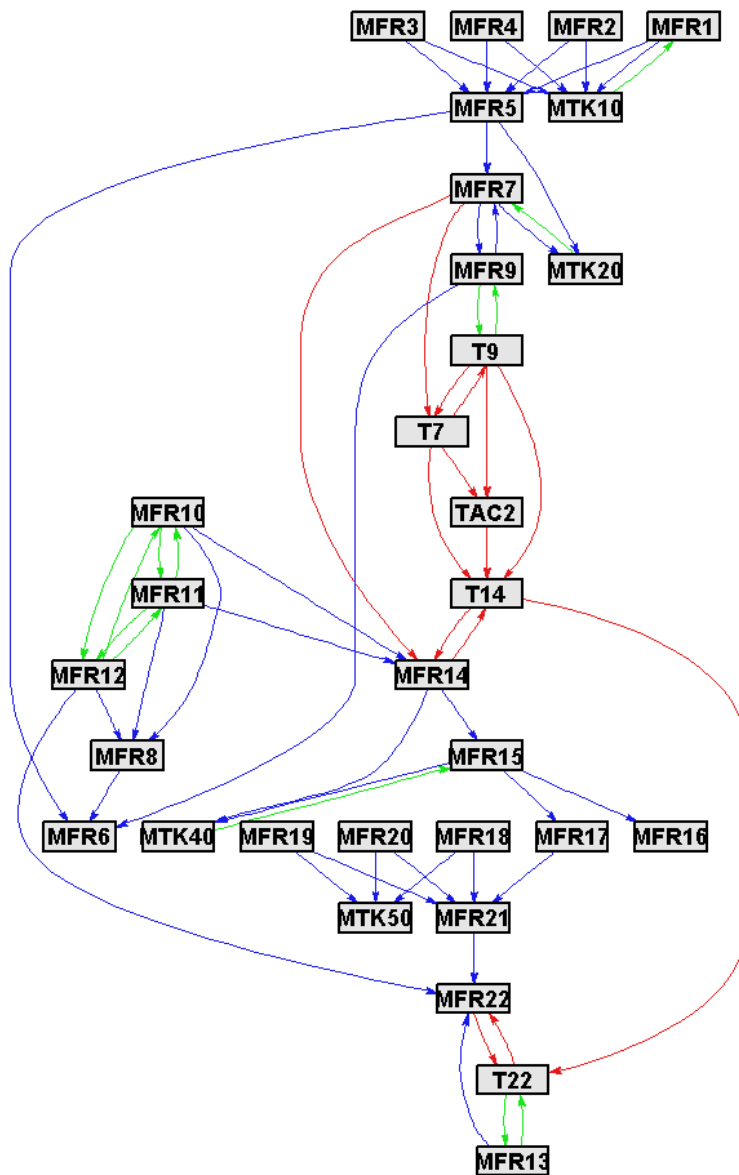 MFR3 MFR4 MFR2 MFR1
MFR5 MTK10
MFR7
MFR9 MTK20
T9
T7
MFR10 TAC2
MFR11 T14
MFR12 MFR14
MFR8 MFR15
MFR6 MTK40 MFR19 MFR20 MFR18 MFR17 MFR16
MTK50 MFR21
MFR22
T22
MFR13